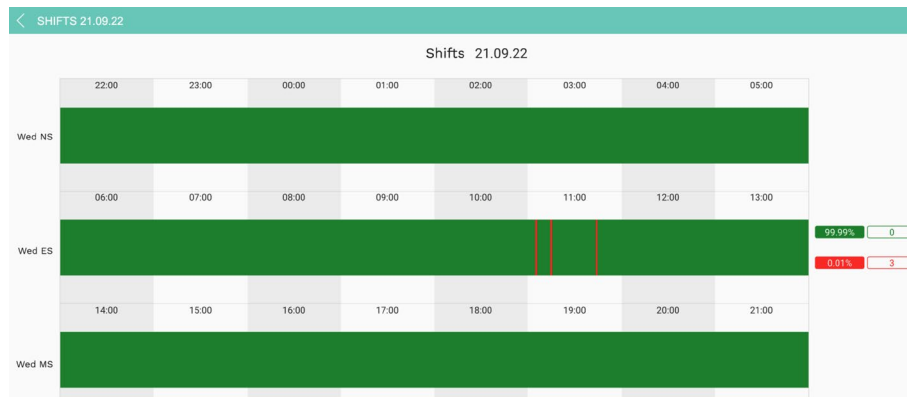 SHIFTS 21.09.22
Shifts 21.09.22
22:00 23:00 00:00 01:00 02:00 03:00 04:00 05:00
Wed NS
06:00 07:00 08:00 09:00 10:00 11:00 12:00 13:00
Wed ES
99.99% 0
0.01% 3
14:00 15:00 16:00 17:00 18:00 19:00 20:00 21:00
Wed MS